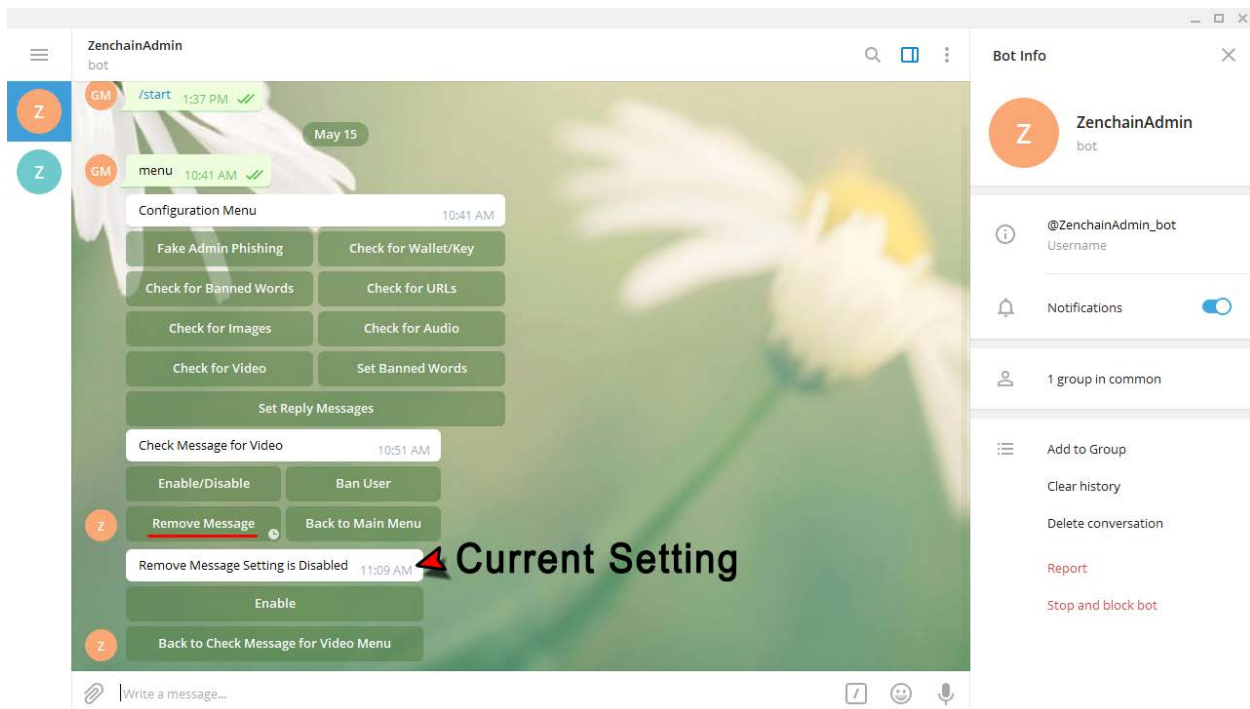 ZenchainAdmin
bot
Z
Z
GM
/start 1:37 PM
May 15
GM
menu 10:41 AM
Configuration Menu 10:41 AM
Fake Admin Phishing Check for Wallet/Key
Check for Banned Words Check for URLs
Check for Images Check for Audio
Check for Video Set Banned Words
Set Reply Messages
Check Message for Video 10:51 AM
Enable/Disable Ban User
Z
Remove Message Back to Main Menu
Remove Message Setting is Disabled 11:09 AM
Current Setting
Enable
Z
Back to Check Message for Video Menu
Write a message...
/
Bot Info
Z
ZenchainAdmin
bot
@ZenchainAdmin_bot
Username
Notifications
1 group in common
Add to Group
Clear history
Delete conversation
Report
Stop and block bot